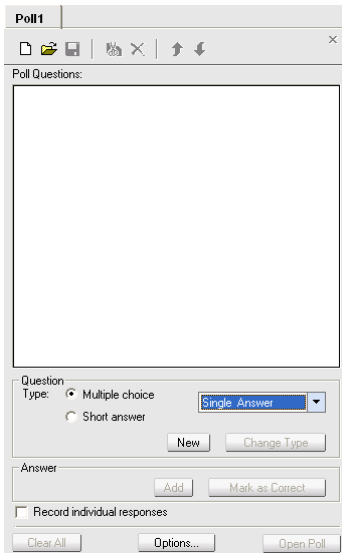 Poll1
Poll Questions:
Question
Type: Multiple choice Single Answer
Short answer
New Change Type
Answer
Add Mark as Correct
Record individual responses
Clear All Options... Open Poll